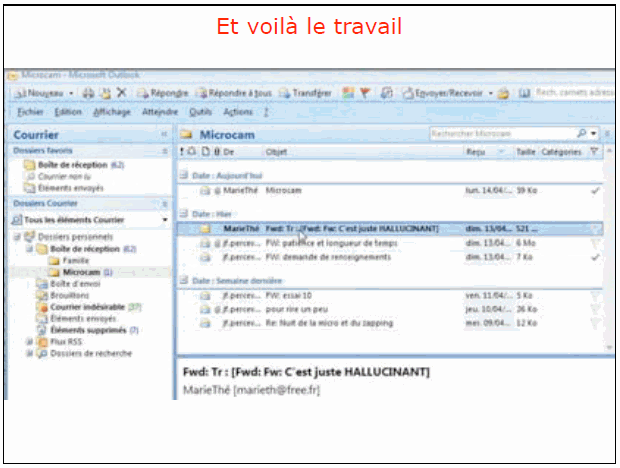 Et voilà le travail
Microcam - Microsoft Outlook
Nouveau Répondre Répondre à tous Transférer Envoyer/Recevoir Rech. carnets adresse
Fichier Edition Affichage Atteindre Outils Actions ?
Courrier «
Dossiers favoris
Boîte de réception (62)
Courrier non lu
Éléments envoyés
Dossiers Courrier
Tous les éléments Courrier
Dossiers personnels
Boîte de réception (62)
Famille
Microcam (1)
Boîte d'envoi
Brouillons
Courrier indésirable [37]
Éléments envoyés
Éléments supprimés (7)
Flux RSS
Dossiers de recherche
Microcam Rechercher Microcam
! De Objet Reçu Taille Catégories
Date : Aujourd'hui
MarieThé Microcam lun. 14/04/... 39 Ko
Date : Hier
MarieThé Fwd: Tr : [Fwd: Fw: C'est juste HALLUCINANT] dim. 13/04... 521 ...
jf.perces... FW: patience et longueur de temps dim. 13/04... 6 Mo
jf.perces... FW: demande de renseignements dim. 13/04... 7 Ko
Date : Semaine dernière
jf.perces... FW: essai 10 ven. 11/04/... 5 Ko
jf.perces... pour rire un peu jeu. 10/04/... 26 Ko
jf.perces... Re: Nuit de la micro et du zapping mer. 09/04... 12 Ko
Fwd: Tr : [Fwd: Fw: C'est juste HALLUCINANT]
MarieThé [marieth@free.fr]